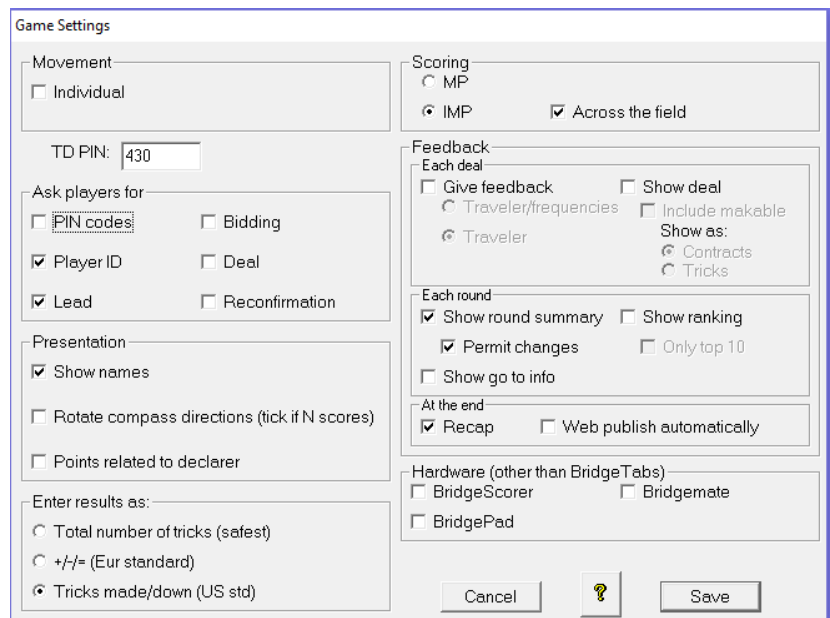 Game Settings
Movement
Individual
TD PIN: 430
Ask players for
PIN codes Bidding
Player ID Deal
Lead Reconfirmation
Presentation
Show names
Rotate compass directions (tick if N scores)
Points related to declarer
Enter results as:
Total number of tricks (safest)
+/-/= (Eur standard)
Tricks made/down (US std)
Scoring
MP
IMP Across the field
Feedback
Each deal
Give feedback Show deal
Traveler/frequencies Include makable
Show as:
Traveler Contracts
Tricks
Each round
Show round summary Show ranking
Permit changes Only top 10
Show go to info
At the end
Recap Web publish automatically
Hardware (other than BridgeTabs)
BridgeScorer Bridgemate
BridgePad
Cancel ? Save